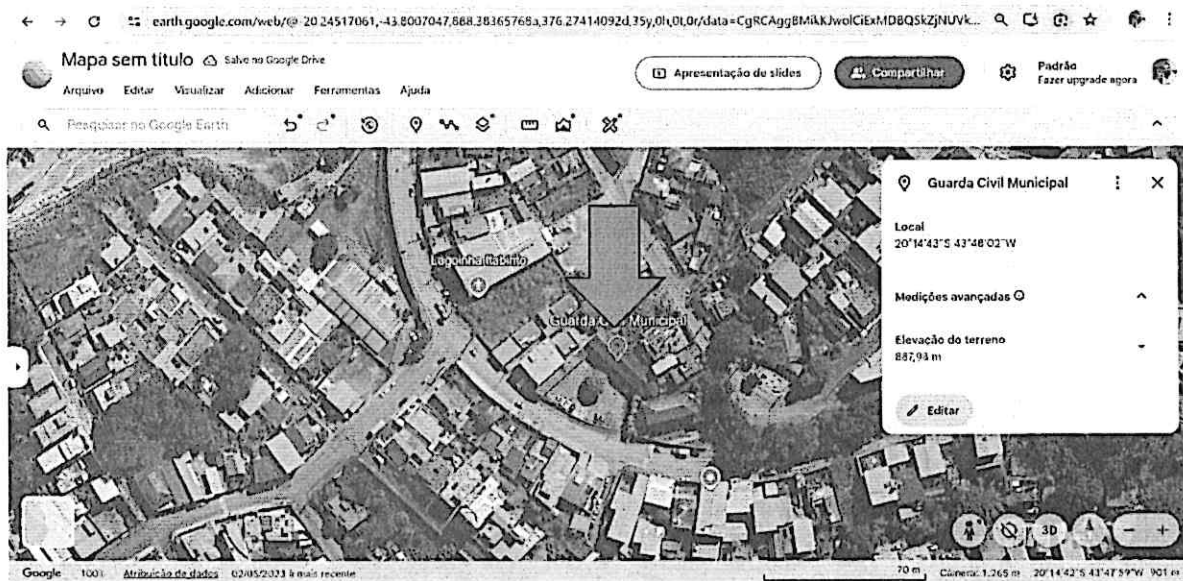 earth.google.com/web/@-20.24517061,-43.8007047,888.38365768a,376.27414092d,35y,0h,0t,0r/data=CgRCAggBMikKJwolCiExMDBQSkZjNUVk...
Mapa sem título Salvo no Google Drive
Arquivo Editar Visualizar Adicionar Ferramentas Ajuda
Apresentação de slides
Compartilhar
Padrão
Fazer upgrade agora
Pesquisar no Google Earth
Lagoinha Itabirito
Guarda Civil Municipal
Guarda Civil Municipal
Local
20°14'43"S 43°48'02"W
Medições avançadas
Elevação do terreno
887,93 m
Editar
3D
Google 100% Atribuição de dados 02/05/2023 à mais recente
70 m Câmera: 1.265 m 20°14'42"S 43°47'59"W 901 m